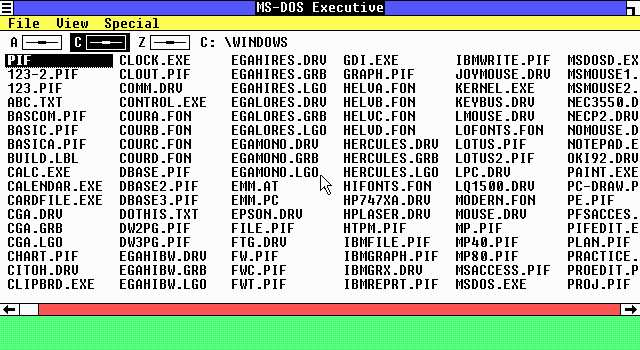 MS-DOS Executive
File View Special
A C Z C: \WINDOWS
PIF CLOCK.EXE EGAHIRES.DRV GDI.EXE IBMWRITE.PIF MSDOSD.EX
123-2.PIF CLOUT.PIF EGAHIRES.GRB GRAPH.PIF JOYMOUSE.DRV MSMOUSE1.
123.PIF COMM.DRV EGAHIRES.LGO HELVA.FON KERNEL.EXE MSMOUSE2.
ABC.TXT CONTROL.EXE EGALORES.DRV HELVB.FON KEYBUS.DRV NEC3550.D
BASCOM.PIF COURA.FON EGALORES.GRB HELVC.FON LMOUSE.DRV NECP2.DRV
BASIC.PIF COURB.FON EGALORES.LGO HELVD.FON LOFONTS.FON NOMOUSE.D
BASICA.PIF COURC.FON EGAMONO.DRV HERCULES.DRV LOTUS.PIF NOTEPAD.E
BUILD.LBL COURD.FON EGAMONO.GRB HERCULES.GRB LOTUS2.PIF OKI92.DRV
CALC.EXE DBASE.PIF EGAMONO.LGO HERCULES.LGO LPC.DRV PAINT.EXE
CALENDAR.EXE DBASE2.PIF EMM.AT HIFONTS.FON LQ1500.DRV PC-DRAW.P
CARDFILE.EXE DBASE3.PIF EMM.PC HP747XA.DRV MODERN.FON PE.PIF
CGA.DRV DOTHIS.TXT EPSON.DRV HPLASER.DRV MOUSE.DRV PFSACCES.
CGA.GRB DW2PG.PIF FILE.PIF HTPM.PIF MP.PIF PIFEDIT.E
CGA.LGO DW3PG.PIF FTG.DRV IBMFILE.PIF MP40.PIF PLAN.PIF
CHART.PIF EGAHIBW.DRV FW.PIF IBMGRAPH.PIF MP80.PIF PRACTICE.
CITOH.DRV EGAHIBW.GRB FWC.PIF IBMGRX.DRV MSACCESS.PIF PROEDIT.P
CLIPBRD.EXE EGAHIBW.LGO FWT.PIF IBMREPRT.PIF MSDOS.EXE PROJ.PIF